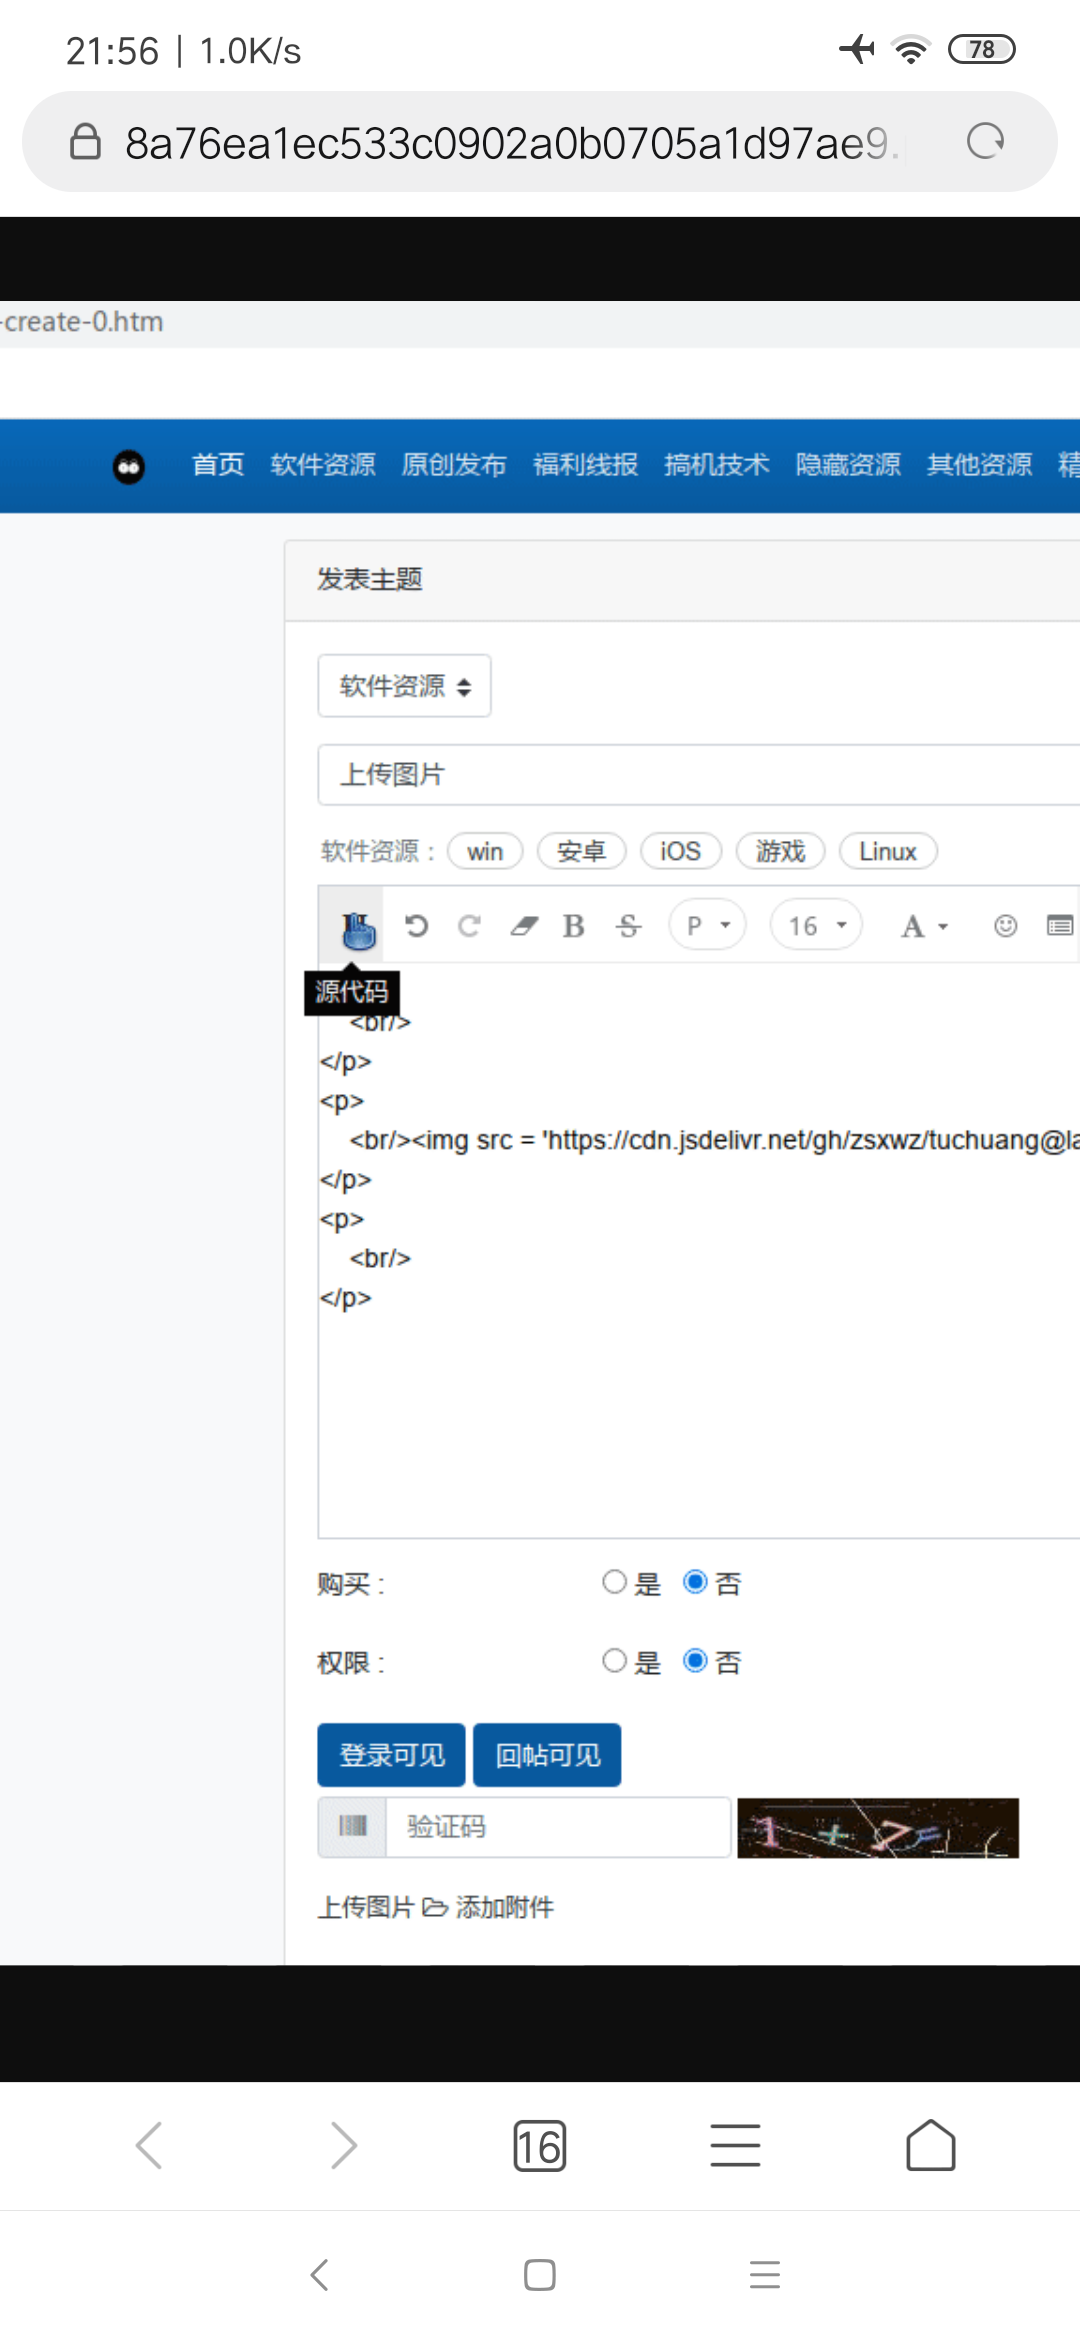 21:56 | 1.0K/s
78
8a76ea1ec533c0902a0b0705a1d97ae9.
-create-0.htm
首页 软件资源 原创发布 福利线报 搞机技术 隐藏资源 其他资源 精
发表主题
软件资源
上传图片
软件资源： win 安卓 iOS 游戏 Linux
B S P 16 A
源代码
<br/>
</p>
<p>
<br/><img src = 'https://cdn.jsdelivr.net/gh/zsxwz/tuchuang@la
</p>
<p>
<br/>
</p>
购买： 是 否
权限： 是 否
登录可见 回帖可见
验证码
上传图片 添加附件
16